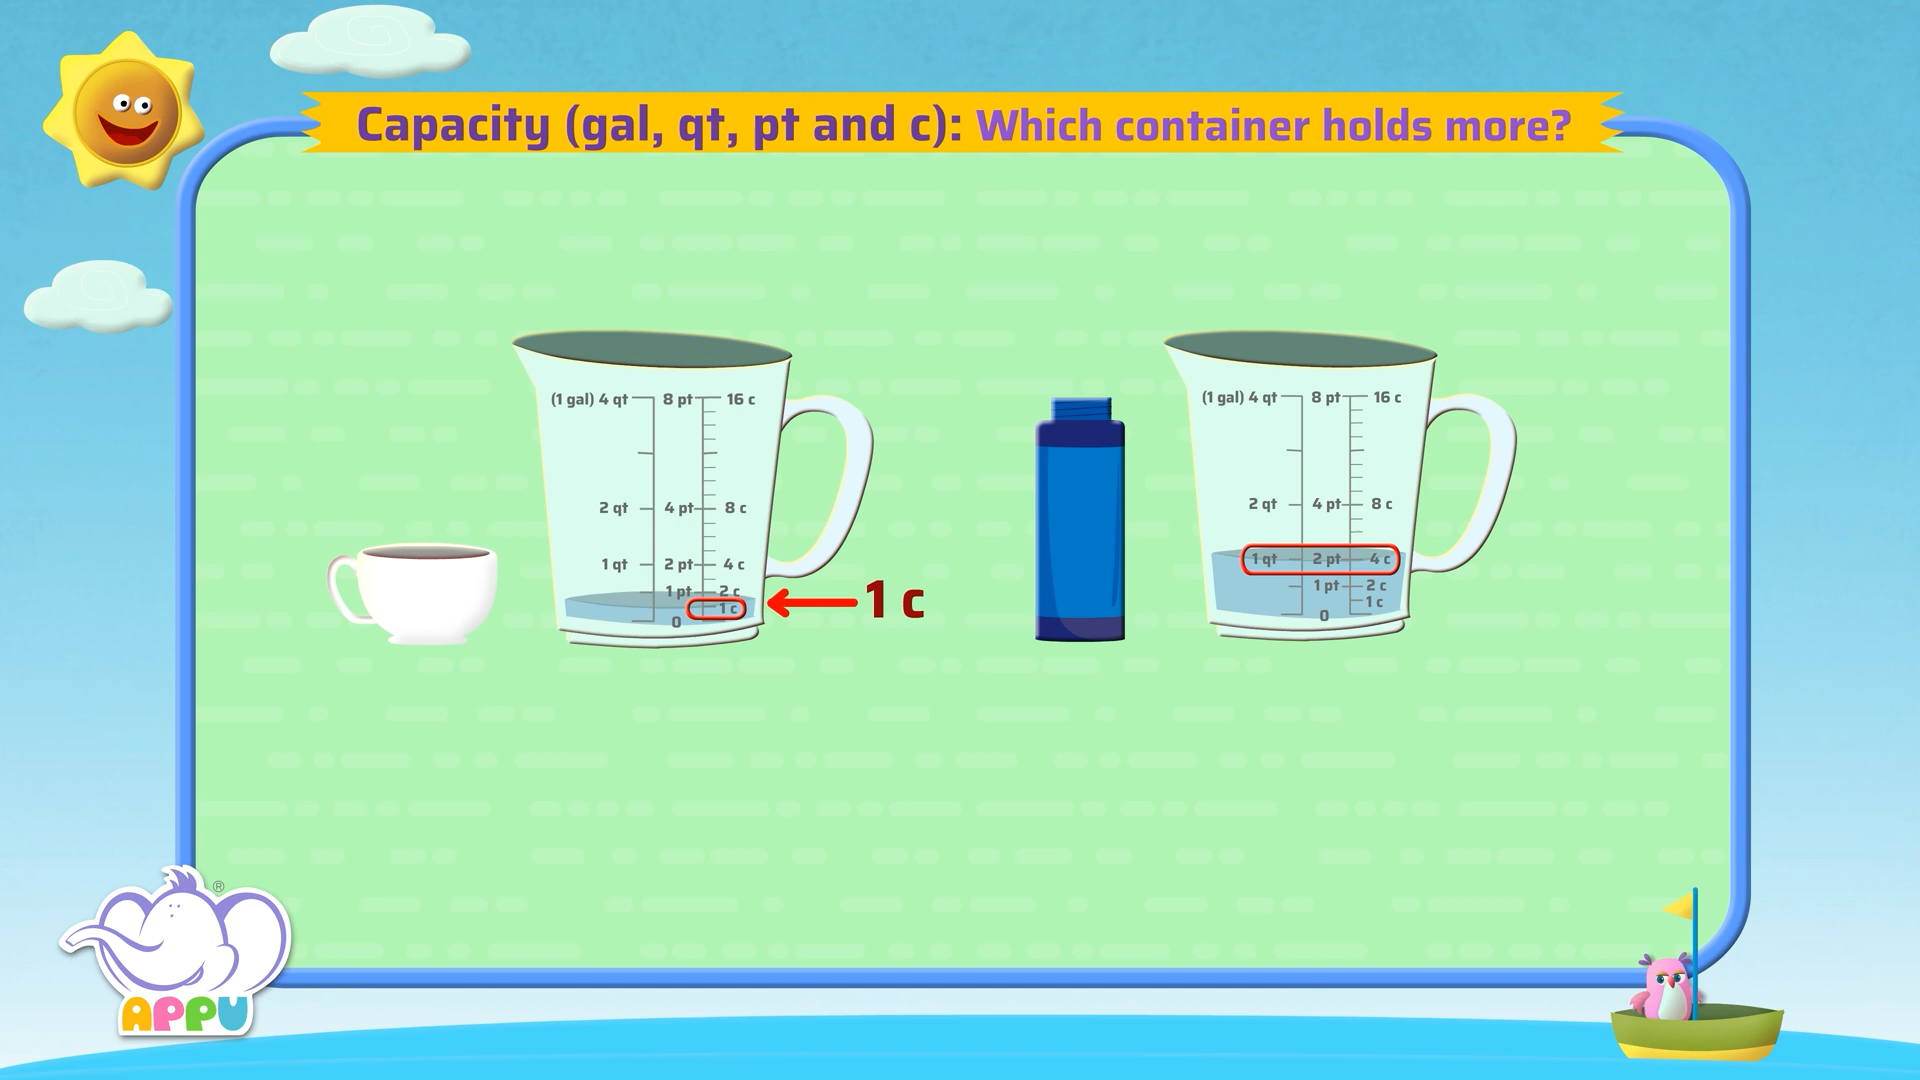 Capacity (gal, qt, pt and c): Which container holds more?
(1 gal) 4 qt 8 pt 16 c
2 qt 4 pt 8 c
1 qt 2 pt 4 c
1 pt 2 c
1 c
0
1 c
(1 gal) 4 qt 8 pt 16 c
2 qt 4 pt 8 c
1 qt 2 pt 4 c
1 pt 2 c
1 c
0
®
APPU